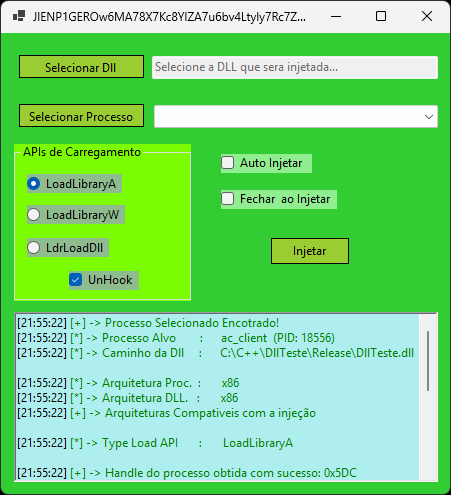 JIENP1GEROw6MA78X7Kc8YIZA7u6bv4Ltyly7Rc7Z...
Selecionar Dll
Selecione a DLL que sera injetada...
Selecionar Processo
APIs de Carregamento
LoadLibraryA
LoadLibraryW
LdrLoadDll
UnHook
Auto Injetar
Fechar ao Injetar
Injetar
[21:55:22] [+] -> Processo Selecionado Encotrado!
[21:55:22] [*] -> Processo Alvo : ac_client (PID: 18556)
[21:55:22] [*] -> Caminho da Dll : C:\C++\DllTeste\Release\DllTeste.dll
[21:55:22] [*] -> Arquitetura Proc. : x86
[21:55:22] [*] -> Arquitetura DLL. : x86
[21:55:22] [+] -> Arquiteturas Compativeis com a injeção
[21:55:22] [*] -> Type Load API : LoadLibraryA
[21:55:22] [+] -> Handle do processo obtida com sucesso: 0x5DC